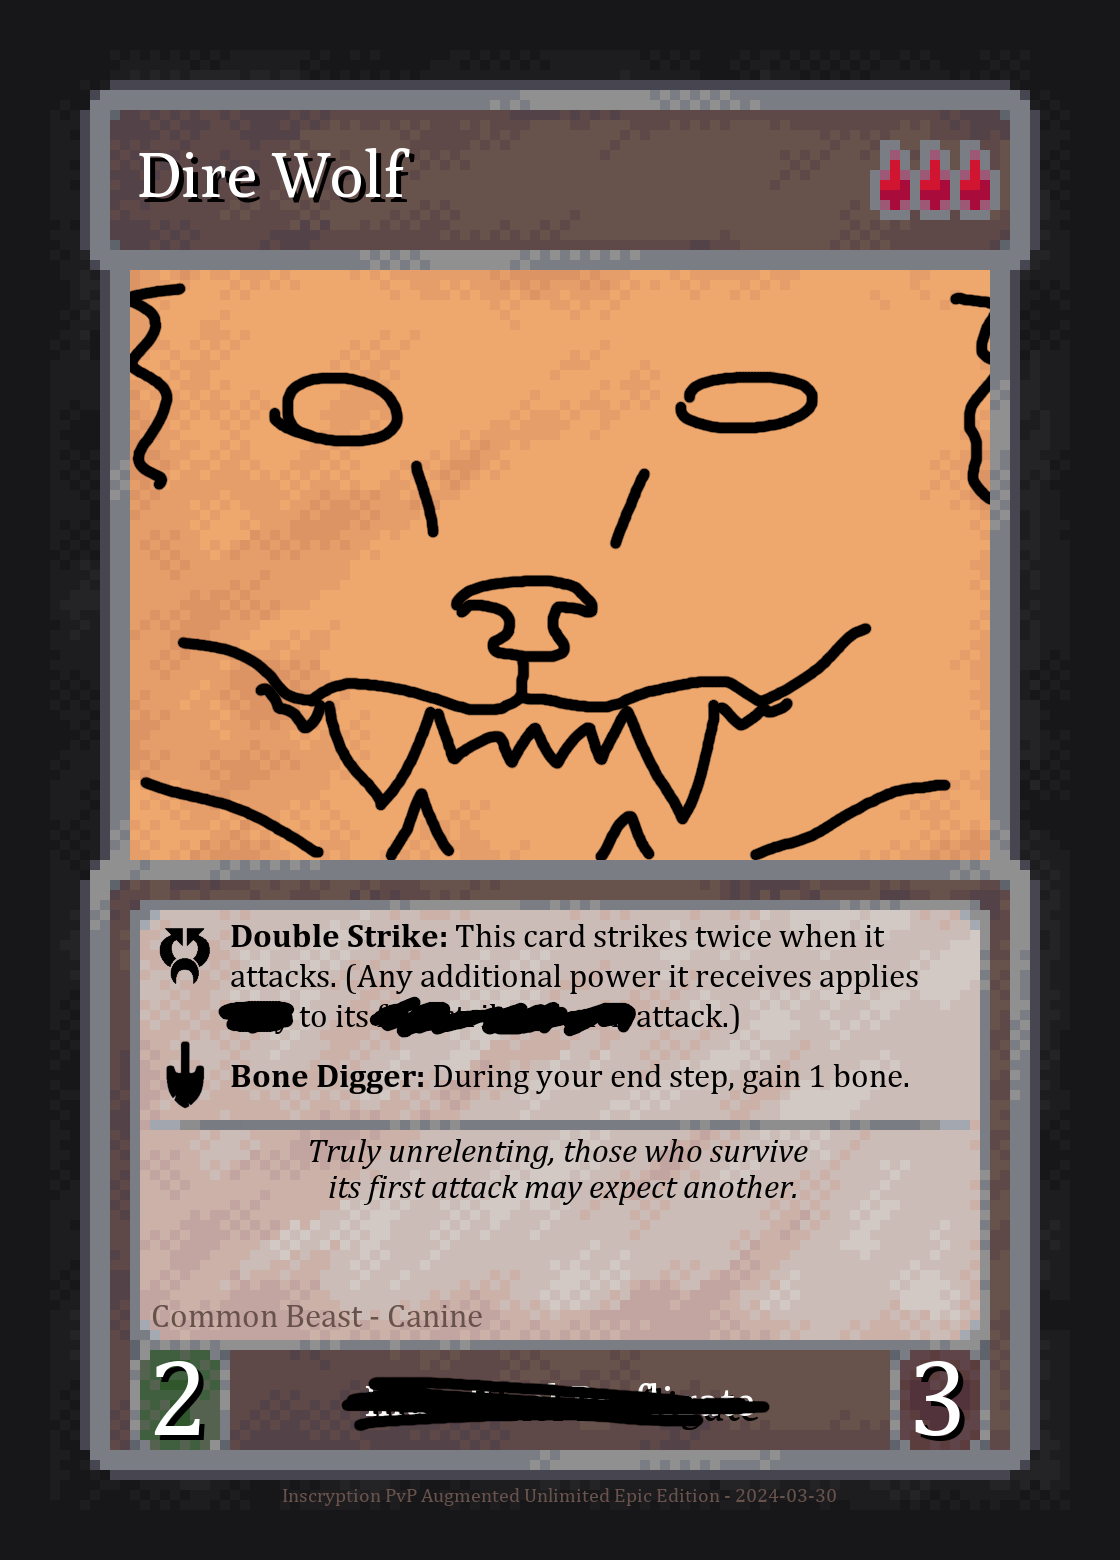 Dire Wolf
Double Strike: This card strikes twice when it
attacks. (Any additional power it receives applies
to its attack.)
Bone Digger: During your end step, gain 1 bone.
Truly unrelenting, those who survive
its first attack may expect another.
Common Beast - Canine
2
3
Inscryption PvP Augmented Unlimited Epic Edition - 2024-03-30